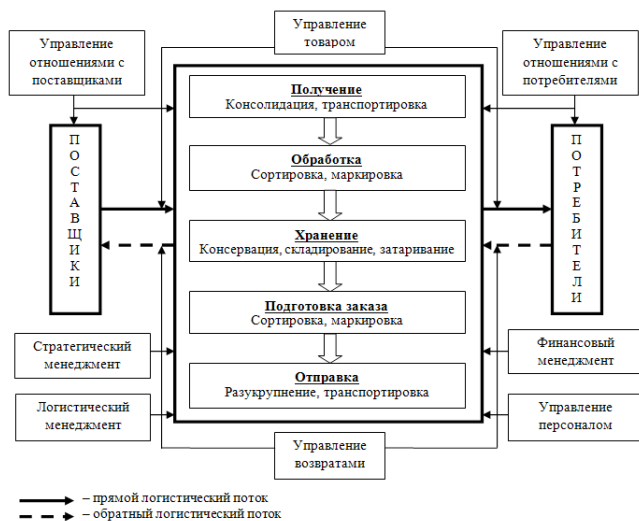 Управление
товаром
Управление
отношениями с
поставщиками
Управление
отношениями с
потребителями
Получение
Консолидация, транспортировка
ПОСТАВЩИКИ
Обработка
Сортировка, маркировка
ПОТРЕБИТЕЛИ
Хранение
Консервация, складирование, затаривание
Подготовка заказа
Сортировка, маркировка
Стратегический
менеджмент
Финансовый
менеджмент
Отправка
Разукрупнение, транспортировка
Логистический
менеджмент
Управление
персоналом
Управление
возвратами
– прямой логистический поток
– обратный логистический поток